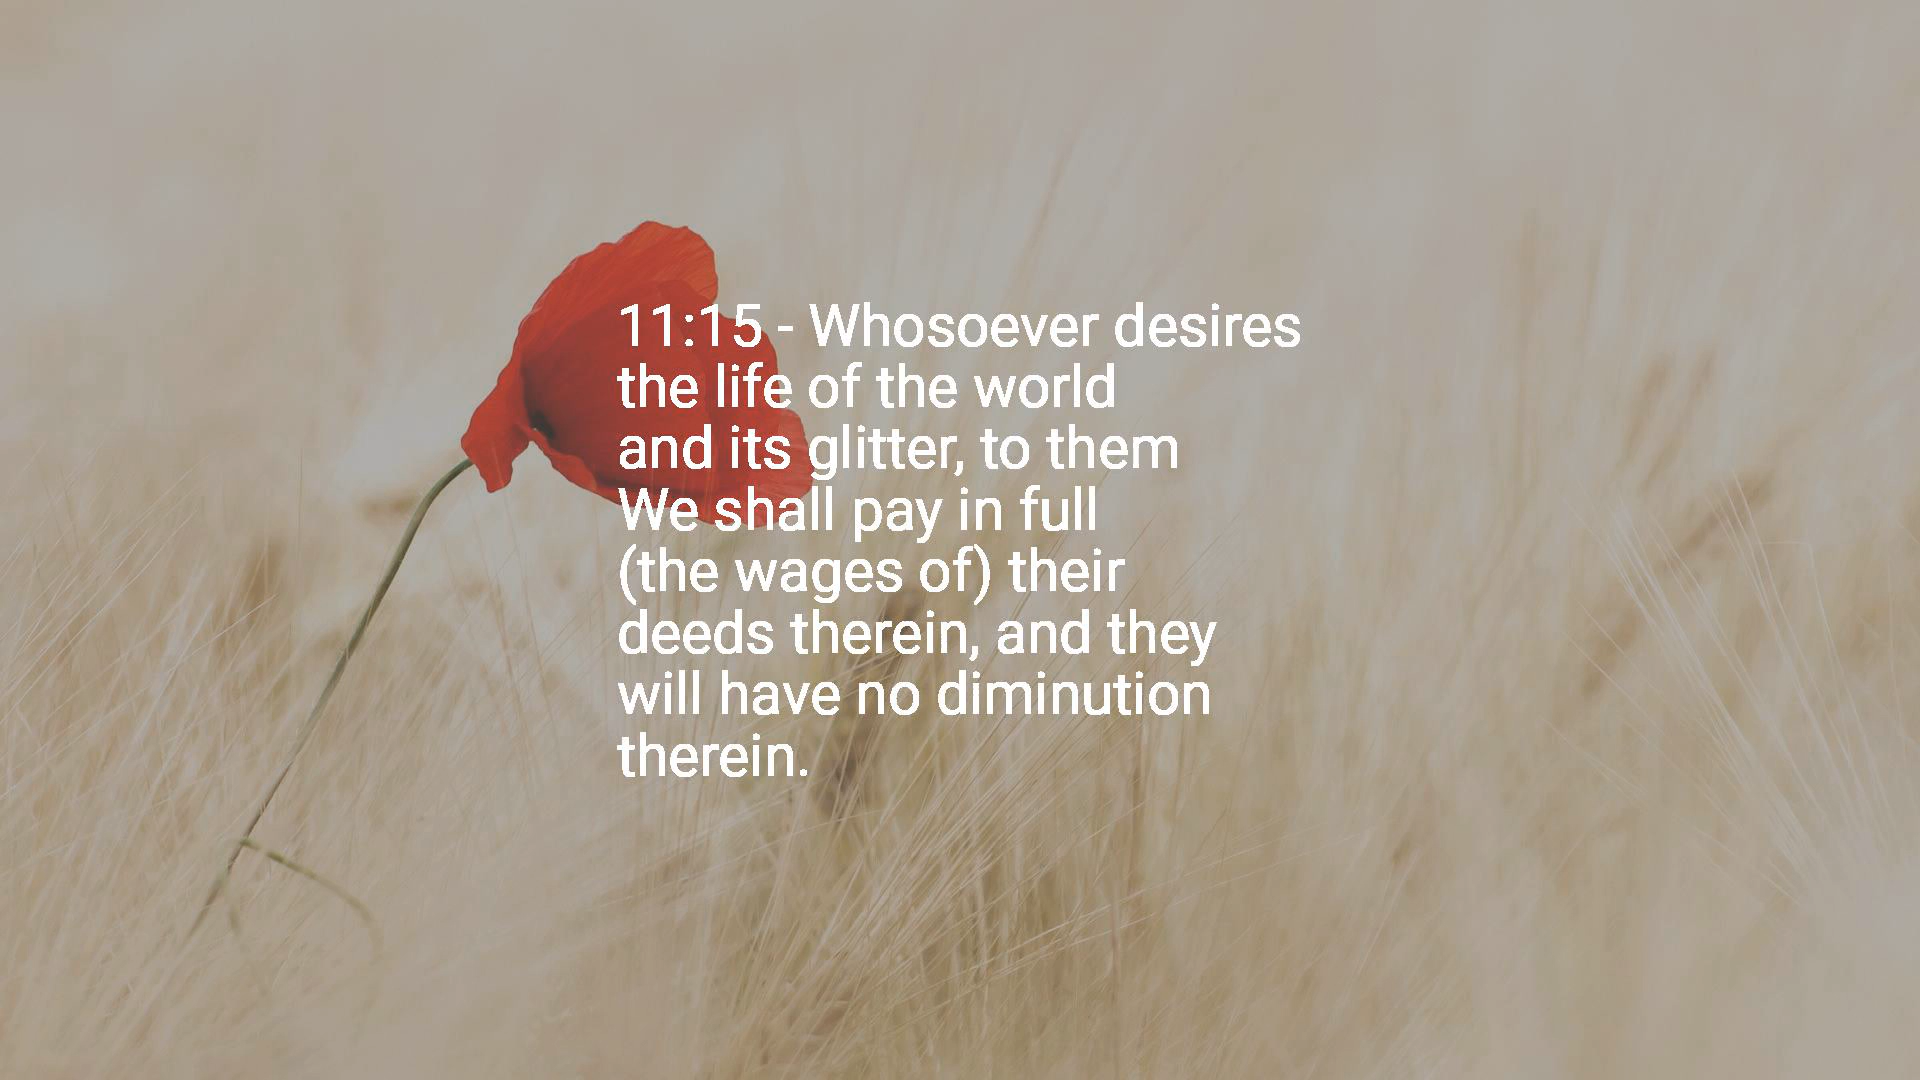 11:15 - Whosoever desires
the life of the world
and its glitter, to them
We shall pay in full
(the wages of) their
deeds therein, and they
will have no diminution
therein.